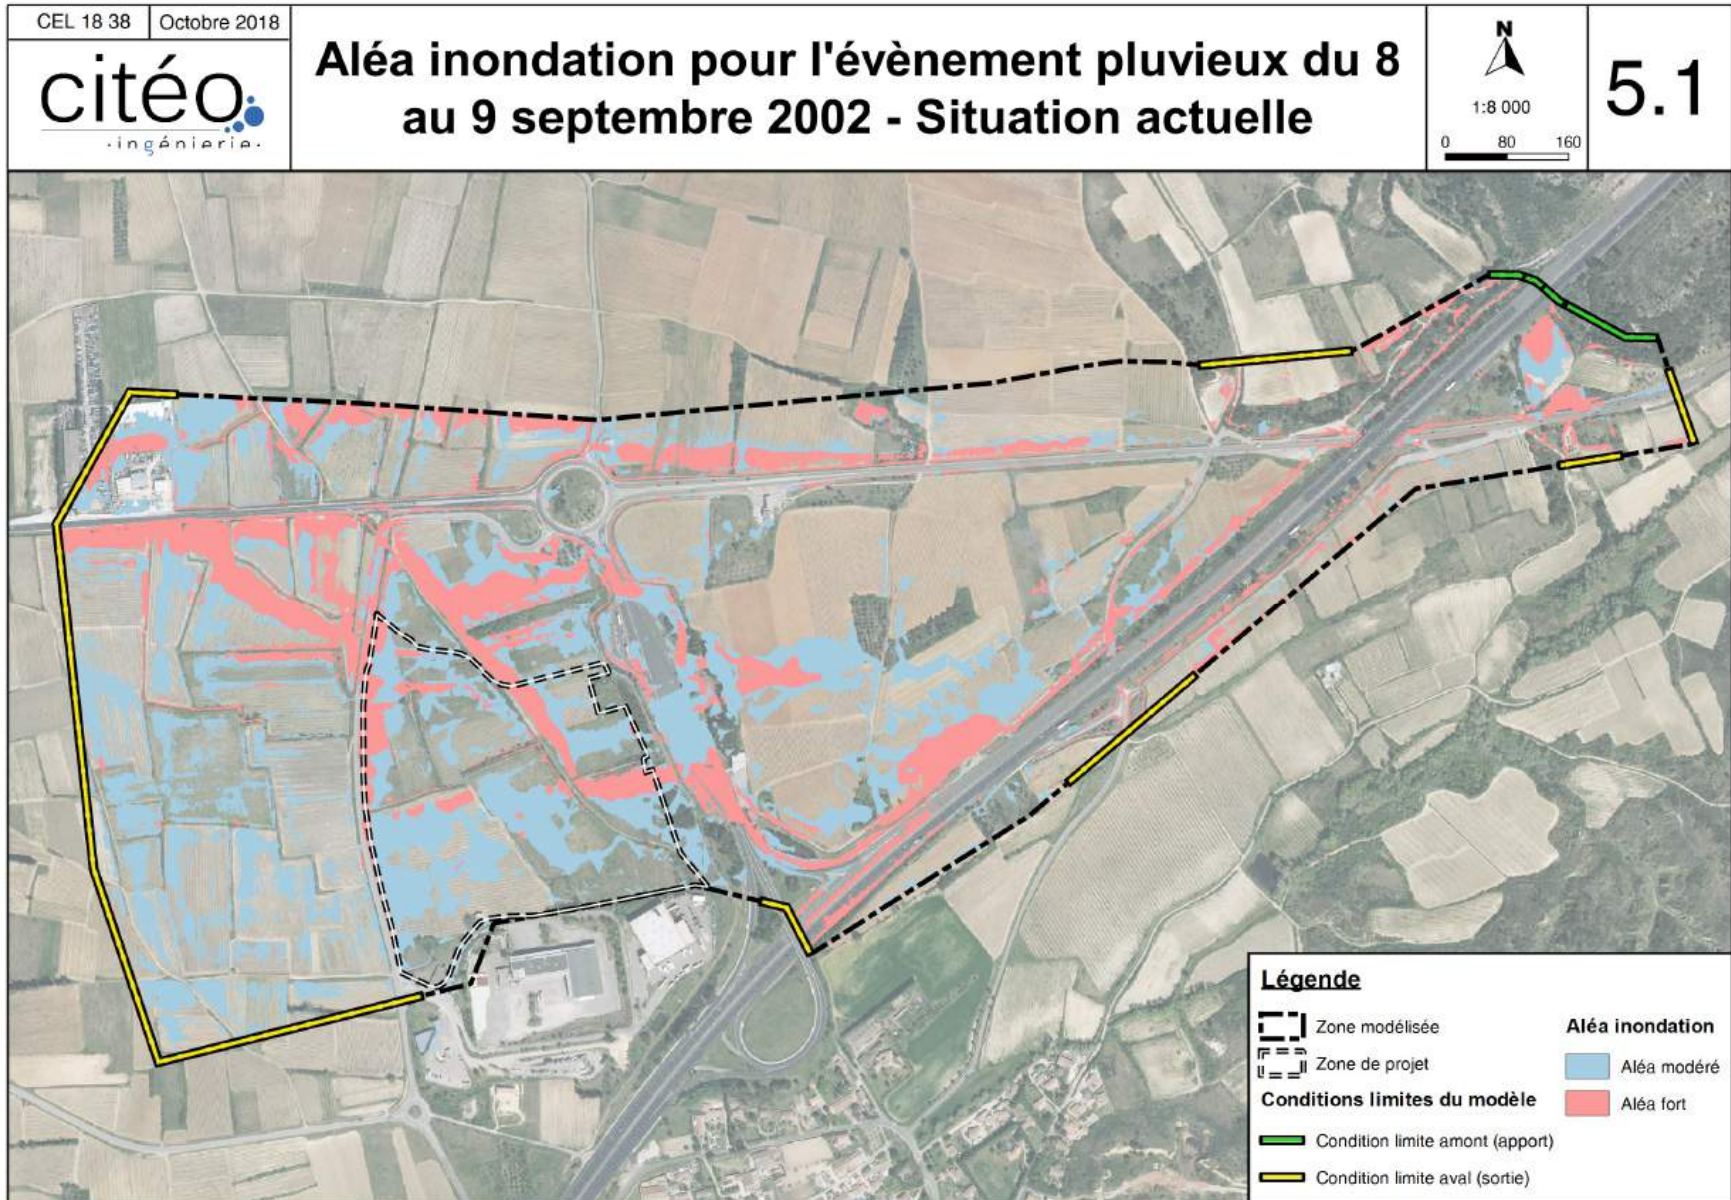 CEL 18 38
Octobre 2018
citéo
·ingénierie·
Aléa inondation pour l'évènement pluvieux du 8
au 9 septembre 2002 - Situation actuelle
N
1:8 000
0 80 160
5.1
Légende
Zone modélisée
Zone de projet
Conditions limites du modèle
Condition limite amont (apport)
Condition limite aval (sortie)
Aléa inondation
Aléa modéré
Aléa fort